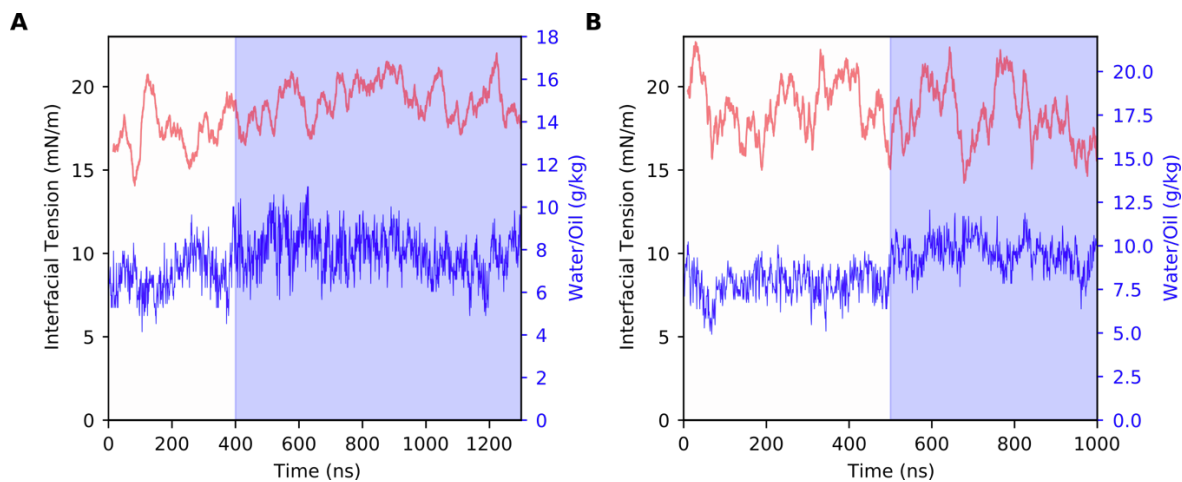 A
Interfacial Tension (mN/m)
0
5
10
15
20
0 200 400 600 800 1000 1200
Time (ns)
0
2
4
6
8
10
12
14
16
18
Water/Oil (g/kg)
B
Interfacial Tension (mN/m)
0
5
10
15
20
0 200 400 600 800 1000
Time (ns)
0.0
2.5
5.0
7.5
10.0
12.5
15.0
17.5
20.0
Water/Oil (g/kg)